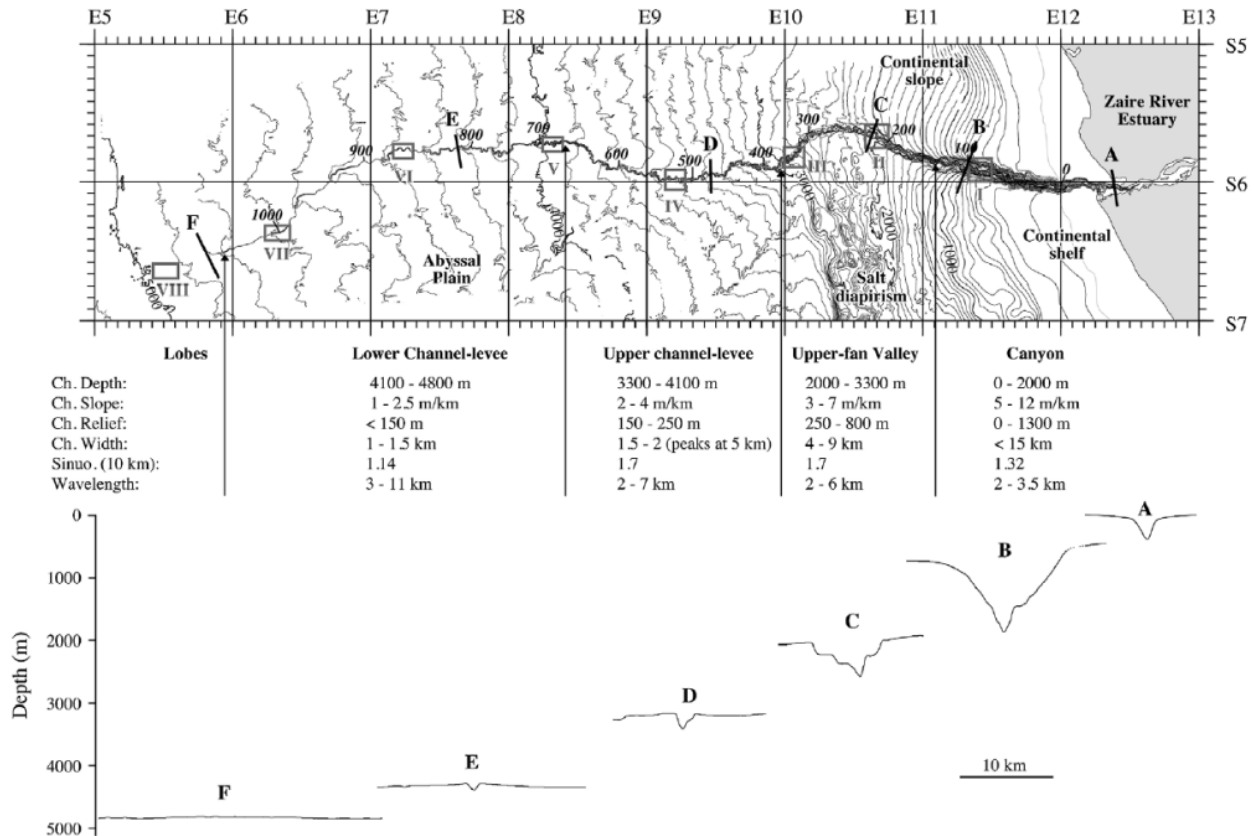 E5 E6 E7 E8 E9 E10 E11 E12 E13
S5
Continental
slope
Zaire River
Estuary
E 800 700 D 300 C 200 B 100 0 A
900 600 500 400
VI V IV III II I
S6
F 1000
VII
VIII 5000
Abyssal
Plain
4000
3000
2000
1000
Salt
diapirism
Continental
shelf
S7
Lobes Lower Channel-levee Upper channel-levee Upper-fan Valley Canyon
Ch. Depth: 4100 - 4800 m 3300 - 4100 m 2000 - 3300 m 0 - 2000 m
Ch. Slope: 1 - 2.5 m/km 2 - 4 m/km 3 - 7 m/km 5 - 12 m/km
Ch. Relief: < 150 m 150 - 250 m 250 - 800 m 0 - 1300 m
Ch. Width: 1 - 1.5 km 1.5 - 2 (peaks at 5 km) 4 - 9 km < 15 km
Sinuo. (10 km): 1.14 1.7 1.7 1.32
Wavelength: 3 - 11 km 2 - 7 km 2 - 6 km 2 - 3.5 km
0
A
B
1000
C
2000
Depth (m)
D
3000
E
4000
10 km
F
5000